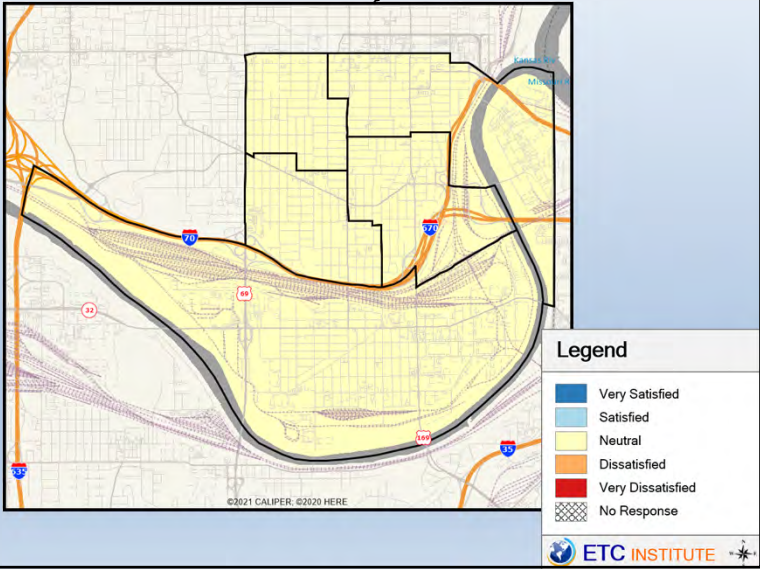 Kansas
Missouri
70
670
69
32
169
635
35
©2021 CALIPER; ©2020 HERE
Legend
Very Satisfied
Satisfied
Neutral
Dissatisfied
Very Dissatisfied
No Response
ETC INSTITUTE